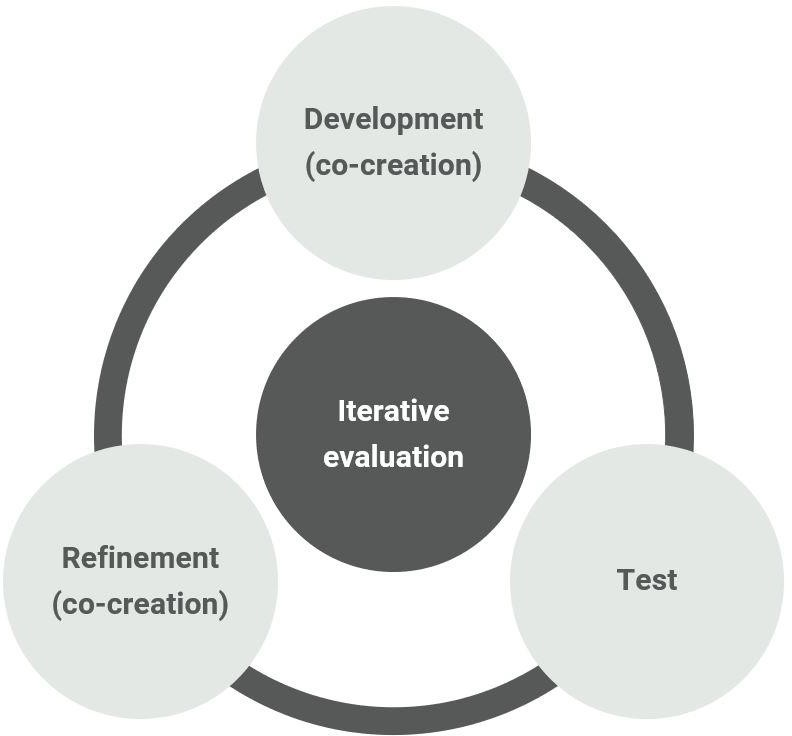 Development
(co-creation)
Iterative
evaluation
Refinement
(co-creation)
Test